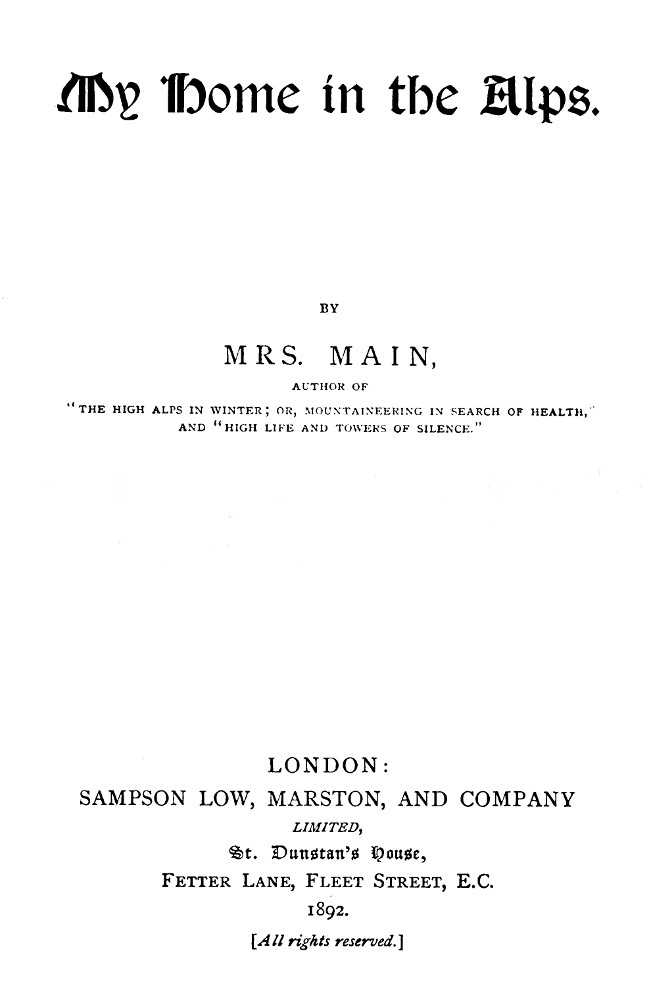 My Home in the Alps.
BY
MRS. MAIN,
AUTHOR OF
"THE HIGH ALPS IN WINTER; OR, MOUNTAINEERING IN SEARCH OF HEALTH,"
AND "HIGH LIFE AND TOWERS OF SILENCE."
LONDON:
SAMPSON LOW, MARSTON, AND COMPANY
LIMITED,
St. Dunstan's House,
FETTER LANE, FLEET STREET, E.C.
1892.
[All rights reserved.]